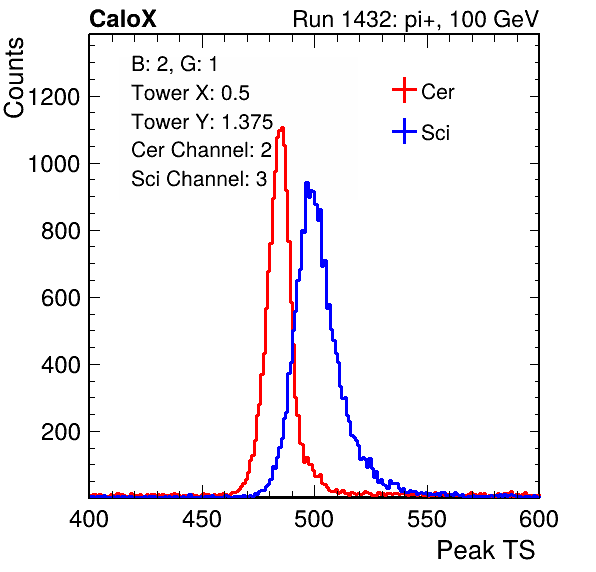 CaloX Run 1432: pi+, 100 GeV
Counts
B: 2, G: 1
Tower X: 0.5
Tower Y: 1.375
Cer Channel: 2
Sci Channel: 3
Cer
Sci
1200
1000
800
600
400
200
400 450 500 550 600
Peak TS